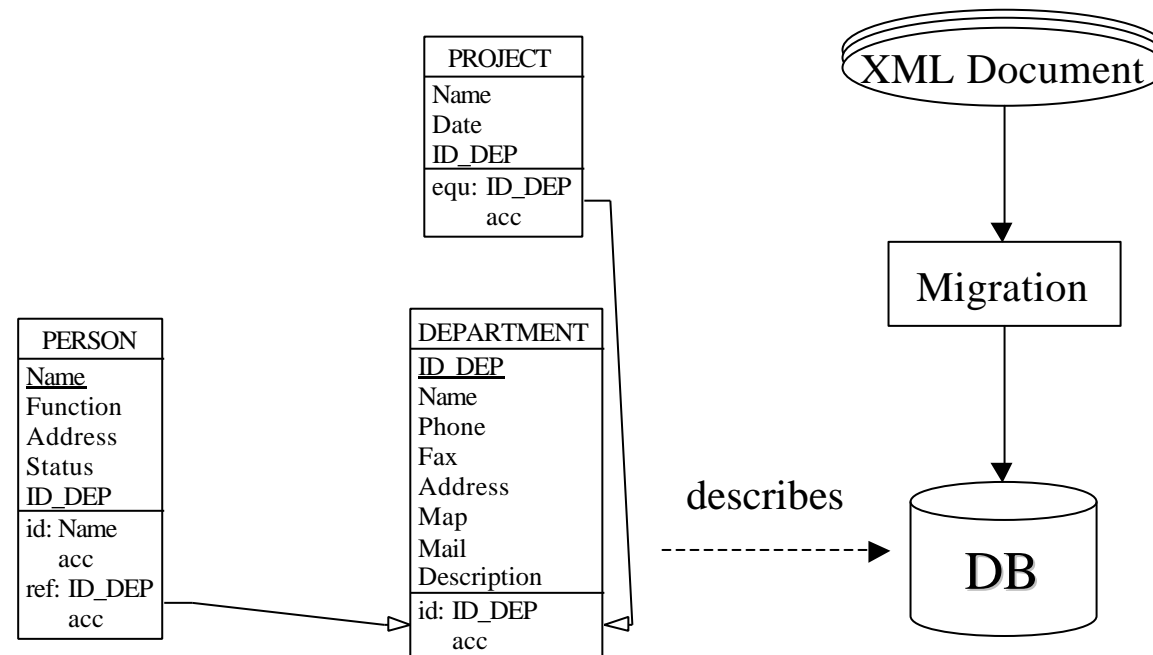 PROJECT
Name
Date
ID_DEP
equ: ID_DEP
acc
PERSON
Name
Function
Address
Status
ID_DEP
id: Name
acc
ref: ID_DEP
acc
DEPARTMENT
ID_DEP
Name
Phone
Fax
Address
Map
Mail
Description
id: ID_DEP
acc
describes
XML Document
Migration
DB